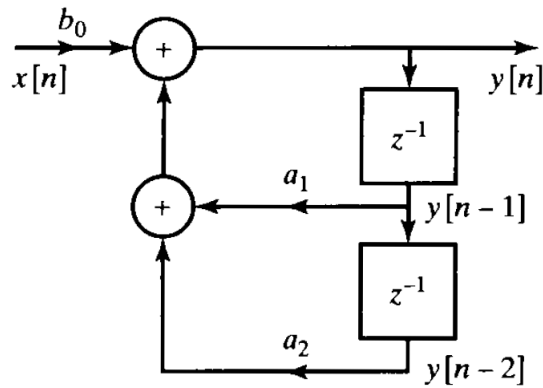 b₀
+
x[n]
y[n]
z⁻¹
a₁
+
y[n − 1]
z⁻¹
a₂
y[n − 2]